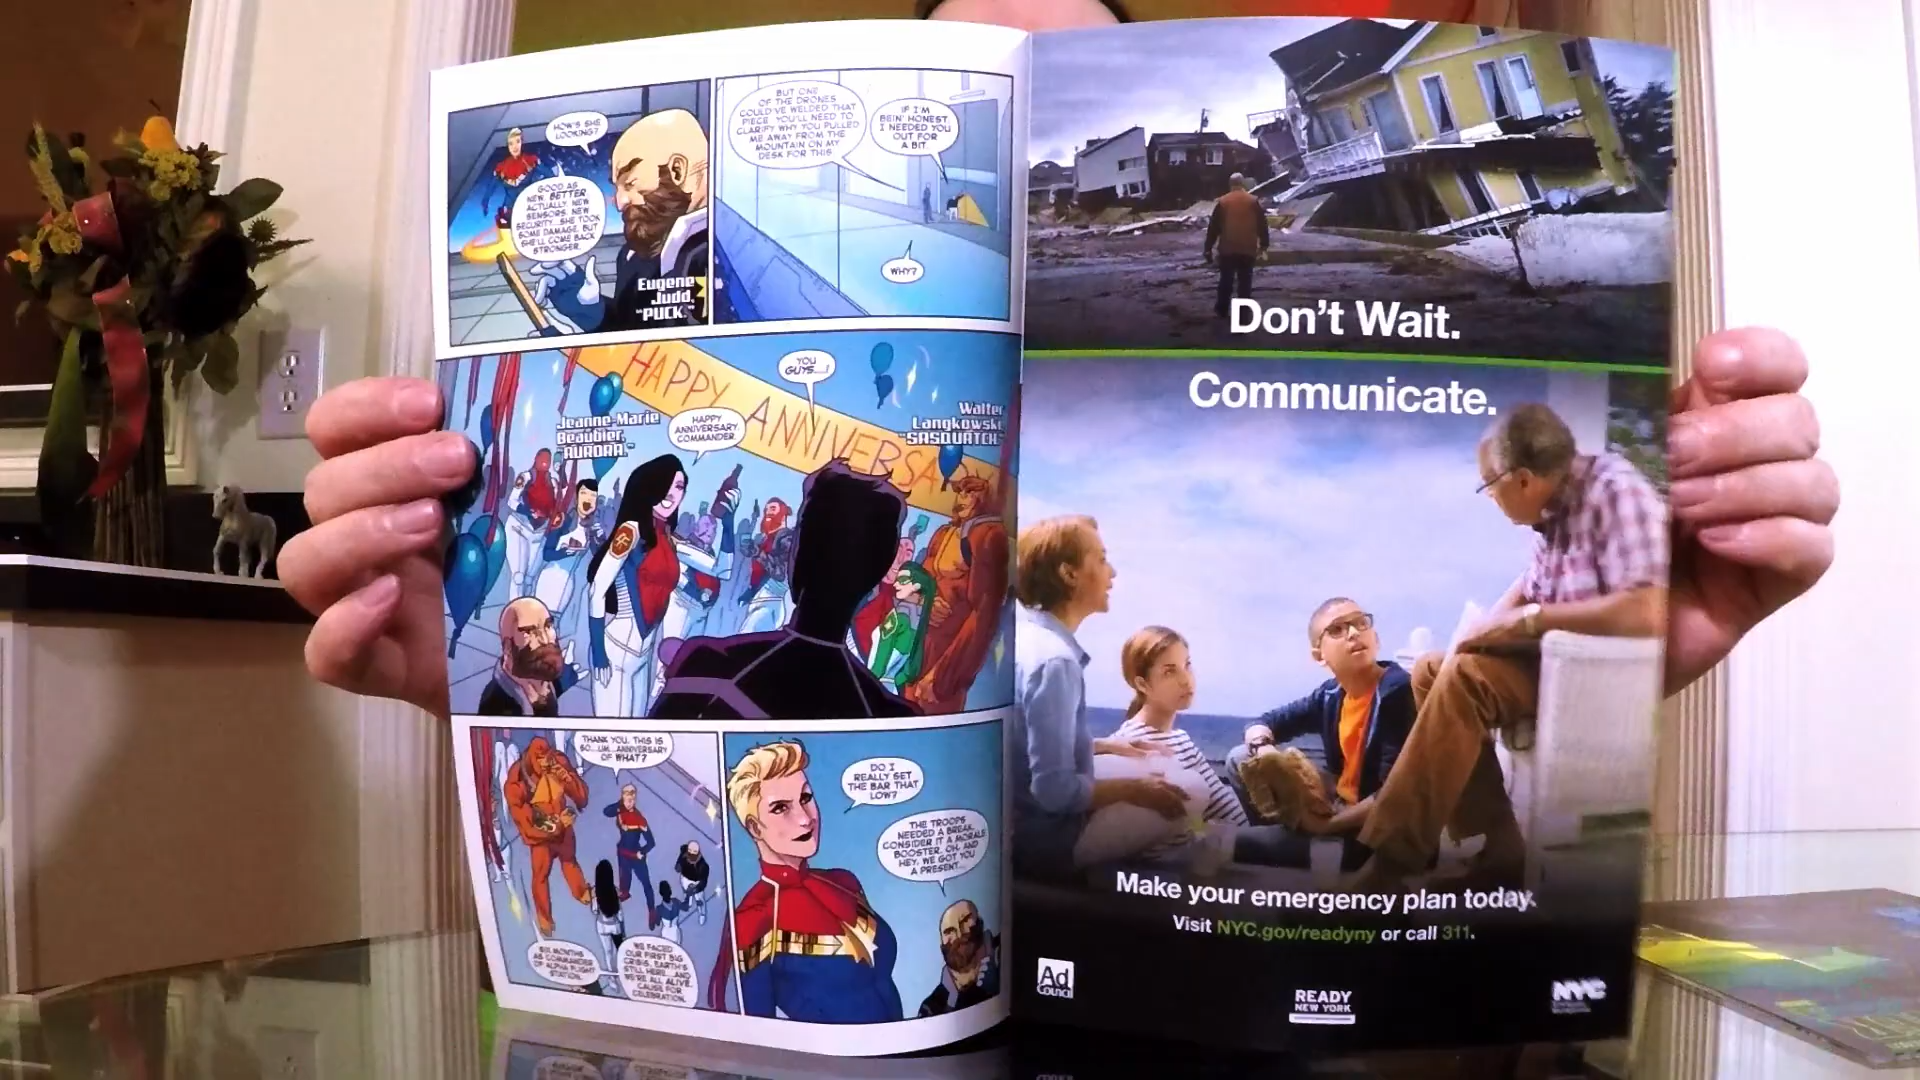 HOW'S SHE
LOOKING?
GOOD AS
NEW. BETTER
ACTUALLY. NEW
SENSORS. NEW
SECURITY. SHE TOOK
SOME DAMAGE, BUT
SHE'LL COME BACK
STRONGER.
Eugene
Judd,
"PUCK."
BUT ONE
OF THE DRONES
COULD'VE WELDED THAT
PIECE. YOU'LL NEED TO
CLARIFY WHY YOU PULLED
ME AWAY FROM THE
MOUNTAIN ON MY
DESK FOR THIS.
IF I'M
BEIN' HONEST,
I NEEDED YOU
OUT FOR
A BIT.
WHY?
HAPPY ANNIVERSA
YOU
GUYS...!
Jeanne-Marie
Beaubier,
"AURORA."
HAPPY
ANNIVERSARY,
COMMANDER.
Walter
Langkowski,
"SASQUATCH."
THANK YOU. THIS IS
SO...UM...ANNIVERSARY
OF WHAT?
SIX MONTHS
AS COMMANDER
OF ALPHA FLIGHT
STATION.
WE FACED
OUR FIRST BIG
CRISIS, EARTH'S
STILL HERE...AND
WE'RE ALL ALIVE.
CAUSE FOR
CELEBRATION.
DO I
REALLY SET
THE BAR THAT
LOW?
THE TROOPS
NEEDED A BREAK.
CONSIDER IT A MORALE
BOOSTER. OH, AND
HEY, WE GOT YOU
A PRESENT...
Don't Wait.
Communicate.
Make your emergency plan today.
Visit NYC.gov/readyny or call 311.
Ad
Council
READY
NEW YORK
NYC